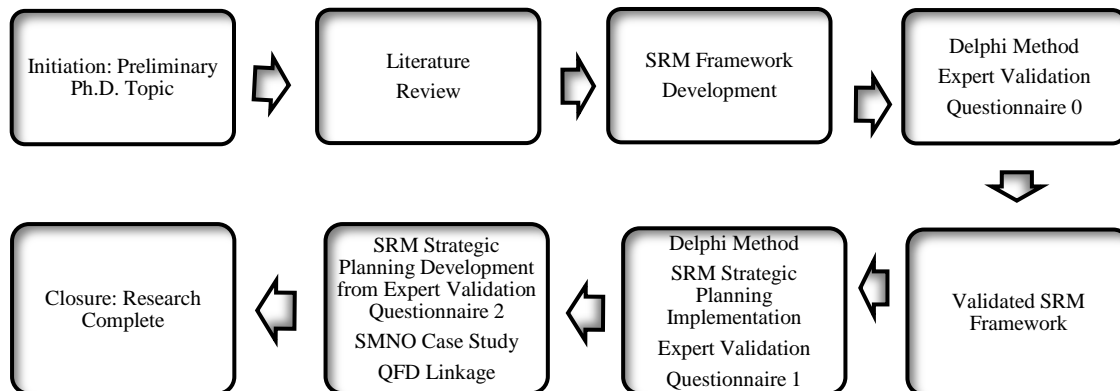 Initiation: Preliminary
Ph.D. Topic
Literature
Review
SRM Framework
Development
Delphi Method
Expert Validation
Questionnaire 0
Validated SRM
Framework
Delphi Method
SRM Strategic
Planning
Implementation
Expert Validation
Questionnaire 1
SRM Strategic
Planning Development
from Expert Validation
Questionnaire 2
SMNO Case Study
QFD Linkage
Closure: Research
Complete